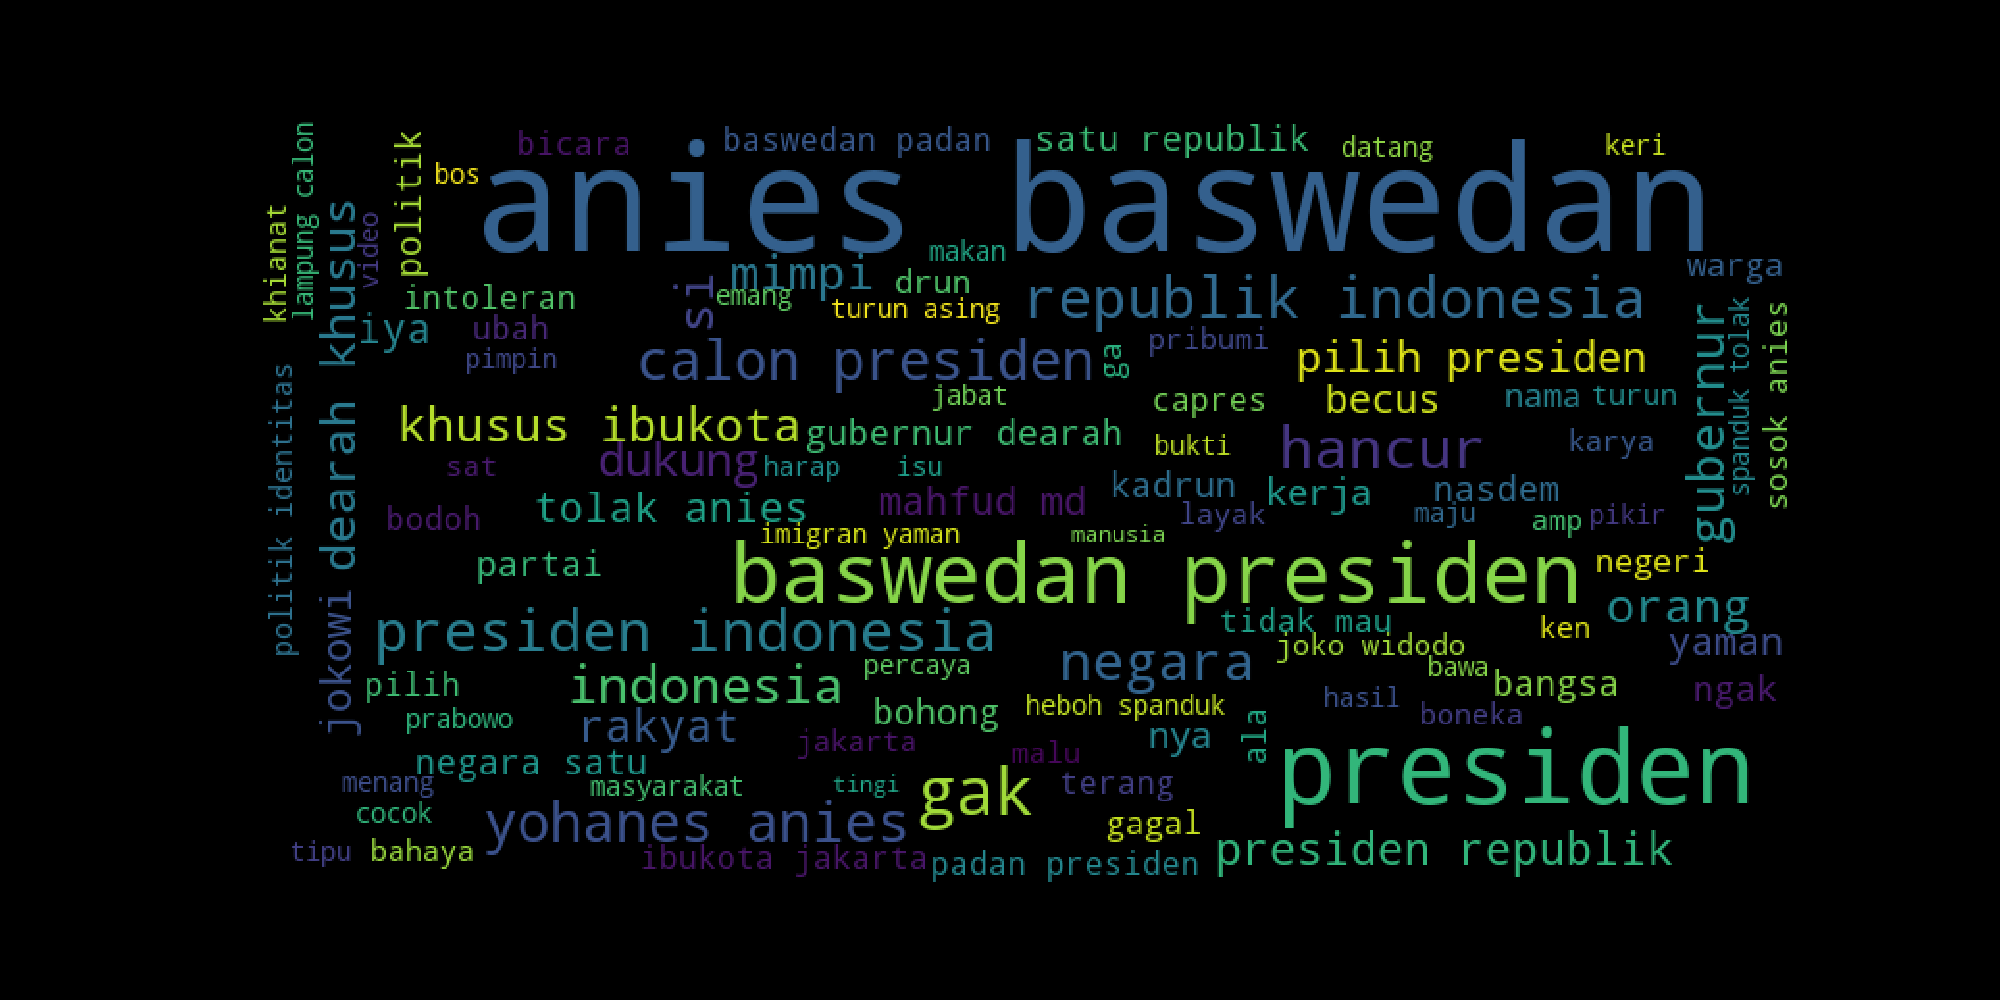 khianat
lampung calon
politik
bos
bicara
baswedan padan
satu republik
datang
keri
anies baswedan
video
dearah khusus
makan
mimpi
drun
si
emang
turun asing
republik indonesia
warga
intoleran
iya
ubah
pimpin
calon presiden
ga
pribumi
pilih presiden
gubernur
spanduk tolak
sosok anies
jabat
capres
becus
nama
turun
khusus ibukota
gubernur dearah
bukti
hancur
karya
sat
dukung
harap
isu
politik identitas
bodoh
tolak anies
mahfud md
kadrun
kerja
nasdem
layak
maju
amp
pikir
imigran yaman
manusia
partai
baswedan presiden
negeri
jokowi
presiden indonesia
tidak mau
orang
ken
joko widodo
yaman
pilih
indonesia
percaya
negara
bawa
bangsa
ngak
prabowo
rakyat
bohong
heboh spanduk
hasil
boneka
jakarta
malu
nya
ala
presiden
negara satu
menang
masyarakat
tingi
gak
terang
cocok
yohanes anies
gagal
tipu
bahaya
ibukota jakarta
padan presiden
presiden republik